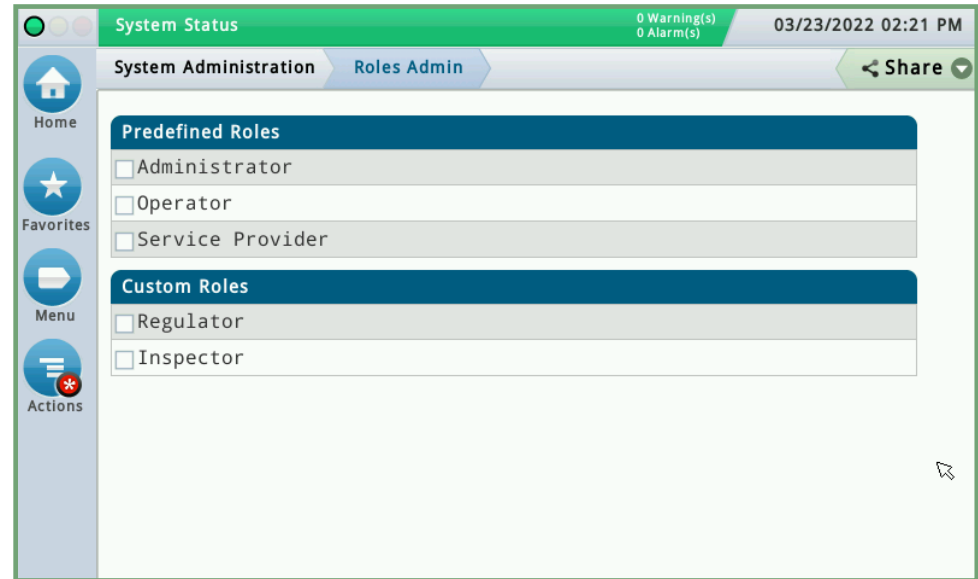 System Status
0 Warning(s)
0 Alarm(s)
03/23/2022 02:21 PM
System Administration
Roles Admin
Share
Home
Favorites
Menu
Actions
Predefined Roles
Administrator
Operator
Service Provider
Custom Roles
Regulator
Inspector